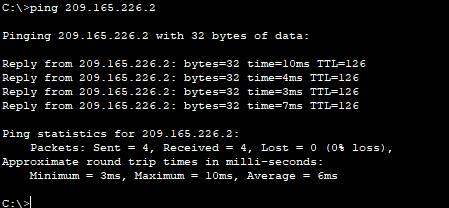 C:\>ping 209.165.226.2
Pinging 209.165.226.2 with 32 bytes of data:
Reply from 209.165.226.2: bytes=32 time=10ms TTL=126
Reply from 209.165.226.2: bytes=32 time=4ms TTL=126
Reply from 209.165.226.2: bytes=32 time=3ms TTL=126
Reply from 209.165.226.2: bytes=32 time=7ms TTL=126
Ping statistics for 209.165.226.2:
    Packets: Sent = 4, Received = 4, Lost = 0 (0% loss),
Approximate round trip times in milli-seconds:
    Minimum = 3ms, Maximum = 10ms, Average = 6ms
C:\>